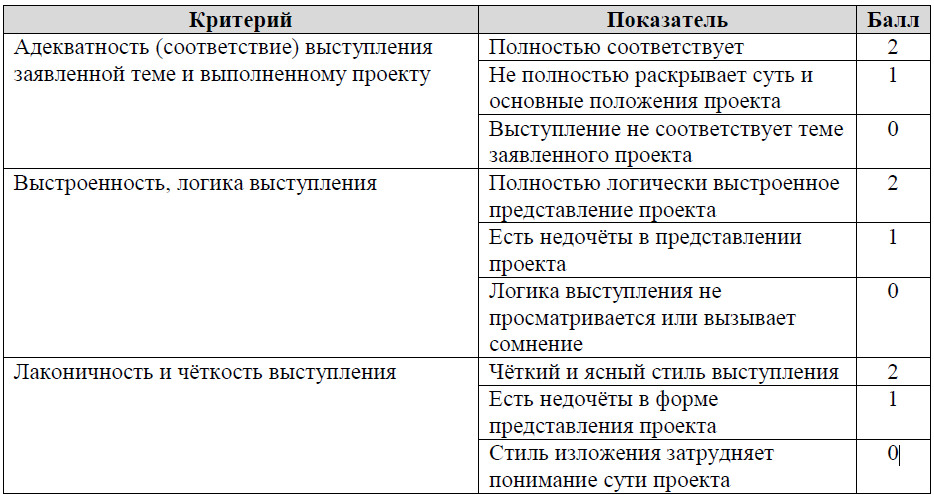 Критерий Показатель Балл
Адекватность (соответствие) выступления Полностью соответствует 2
заявленной теме и выполненному проекту Не полностью раскрывает суть и 1
основные положения проекта
Выступление не соответствует теме 0
заявленного проекта
Выстроенность, логика выступления Полностью логически выстроенное 2
представление проекта
Есть недочёты в представлении 1
проекта
Логика выступления не 0
просматривается или вызывает
сомнение
Лаконичность и чёткость выступления Чёткий и ясный стиль выступления 2
Есть недочёты в форме 1
представления проекта
Стиль изложения затрудняет 0
понимание сути проекта